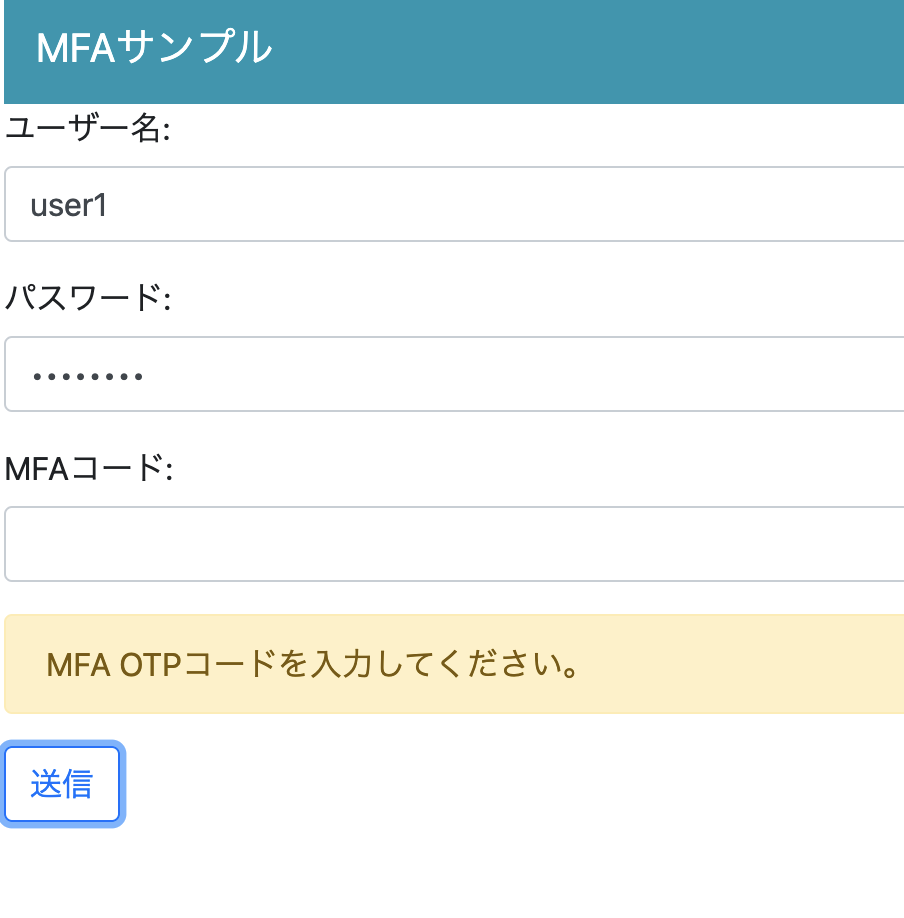 MFAサンプル
ユーザー名:
user1
パスワード:
••••••••
MFAコード:
MFA OTPコードを入力してください。
送信